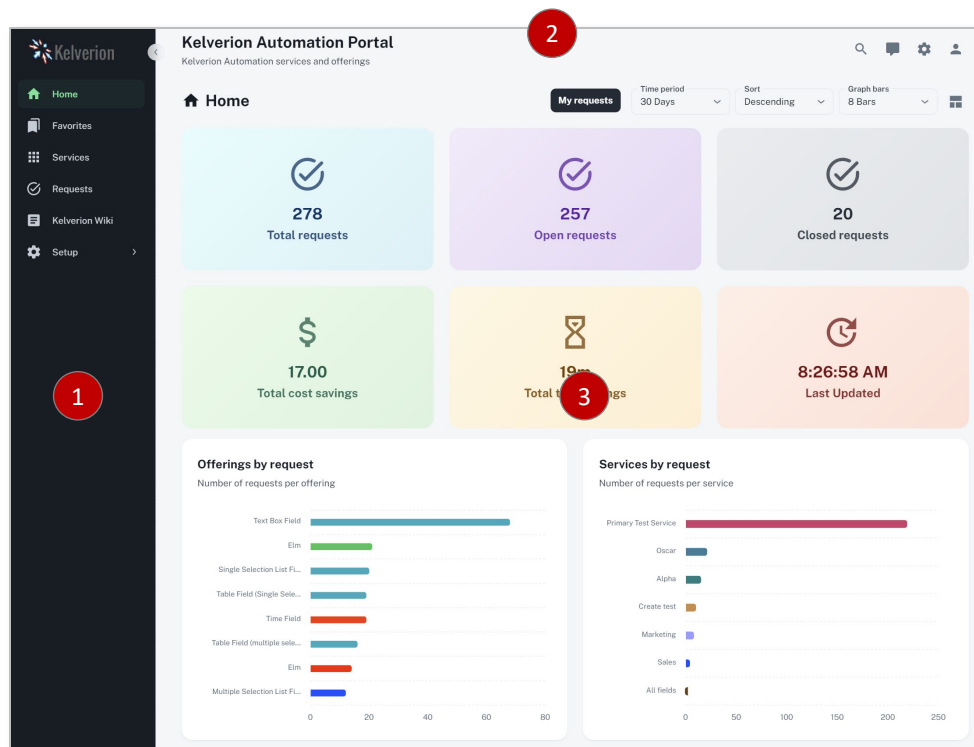 Kelverion
Home
Favorites
Services
Requests
Kelverion Wiki
Setup
1
Kelverion Automation Portal
Kelverion Automation services and offerings
2
Home
My requests
Time period
30 Days
Sort
Descending
Graph bars
8 Bars
278
Total requests
257
Open requests
20
Closed requests
17.00
Total cost savings
Total
3
8:26:58 AM
Last Updated
Offerings by request
Number of requests per offering
Text Box Field
Elm
Single Selection List Fi...
Table Field (Single Sele...
Time Field
Table Field (multiple sele...
Elm
Multiple Selection List Fi...
0 20 40 60 80
Services by request
Number of requests per service
Primary Test Service
Oscar
Alpha
Create test
Marketing
Sales
All fields
0 50 100 150 200 250